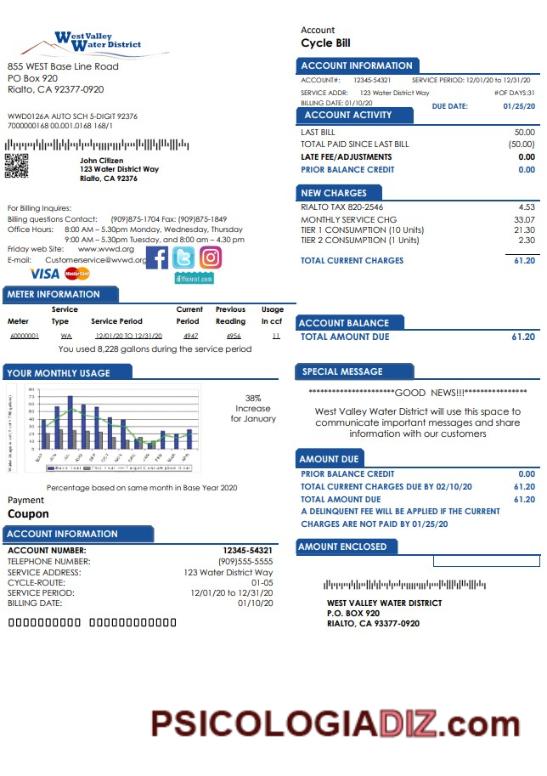 West Valley
Water District
855 WEST Base Line Road
PO Box 920
Rialto, CA 92377-0920
WWD0126A AUTO SCH 5-DIGIT 92376
7000000168 00.001.0168 168/1
John Citizen
123 Water District Way
Rialto, CA 92376
For Billing Inquires:
Billing questions Contact: (909)875-1704 Fax: (909)875-1849
Office Hours: 8:00 AM – 5.30pm Monday, Wednesday, Thursday
9:00 AM – 5.30pm Tuesday, and 8:00 am – 4.30 pm
Friday web Site: www.wvwd.org
E-mail: Customerservice@wvwd.org
VISA MasterCard
METER INFORMATION
Service Current Previous Usage
Meter Type Service Period Period Reading In ccf
60000001 WA 12/01/20 TO 12/31/20 4947 4956 11
You used 8,228 gallons during the service period
YOUR MONTHLY USAGE
80
70
60
50
40
30
20
10
0
38%
Increase
for January
Percentage based on same month in Base Year 2020
Payment
Coupon
ACCOUNT INFORMATION
ACCOUNT NUMBER: 12345-54321
TELEPHONE NUMBER: (909)555-5555
SERVICE ADDRESS: 123 Water District Way
CYCLE-ROUTE: 01-05
SERVICE PERIOD: 12/01/20 to 12/31/20
BILLING DATE: 01/10/20
Account
Cycle Bill
ACCOUNT INFORMATION
ACCOUNT#: 12345-54321 SERVICE PERIOD: 12/01/20 to 12/31/20
SERVICE ADDR: 123 Water District Way #OF DAYS:31
BILLING DATE: 01/10/20 DUE DATE: 01/25/20
ACCOUNT ACTIVITY
LAST BILL 50.00
TOTAL PAID SINCE LAST BILL (50.00)
LATE FEE/ADJUSTMENTS 0.00
PRIOR BALANCE CREDIT 0.00
NEW CHARGES
RIALTO TAX 820-2546 4.53
MONTHLY SERVICE CHG 33.07
TIER 1 CONSUMPTION (10 Units) 21.30
TIER 2 CONSUMPTION (1 Units) 2.30
TOTAL CURRENT CHARGES 61.20
ACCOUNT BALANCE
TOTAL AMOUNT DUE 61.20
SPECIAL MESSAGE
**********************GOOD NEWS!!!****************
West Valley Water District will use this space to
communicate important messages and share
information with our customers
AMOUNT DUE
PRIOR BALANCE CREDIT 0.00
TOTAL CURRENT CHARGES DUE BY 02/10/20 61.20
TOTAL AMOUNT DUE 61.20
A DELINQUENT FEE WILL BE APPLIED IF THE CURRENT
CHARGES ARE NOT PAID BY 01/25/20
AMOUNT ENCLOSED
WEST VALLEY WATER DISTRICT
P.O. BOX 920
RIALTO, CA 93377-0920
PSICOLOGIADIZ.com